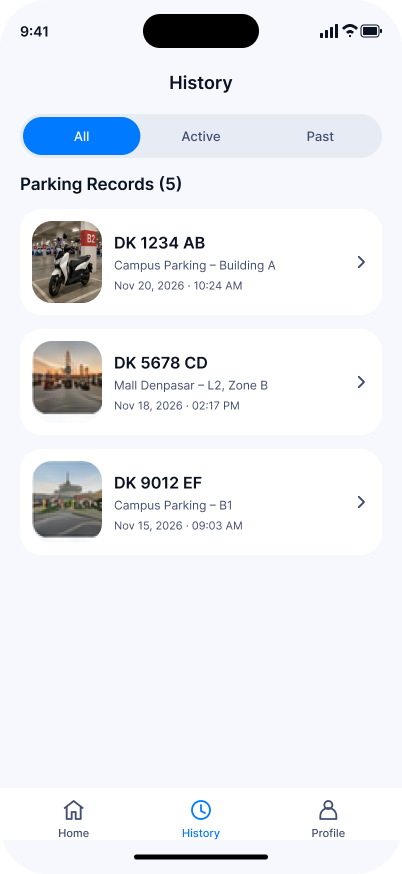 9:41
History
All
Active
Past
Parking Records (5)
B2
DK 1234 AB
Campus Parking – Building A
Nov 20, 2026 · 10:24 AM
DK 5678 CD
Mall Denpasar – L2, Zone B
Nov 18, 2026 · 02:17 PM
DK 9012 EF
Campus Parking – B1
Nov 15, 2026 · 09:03 AM
Home
History
Profile